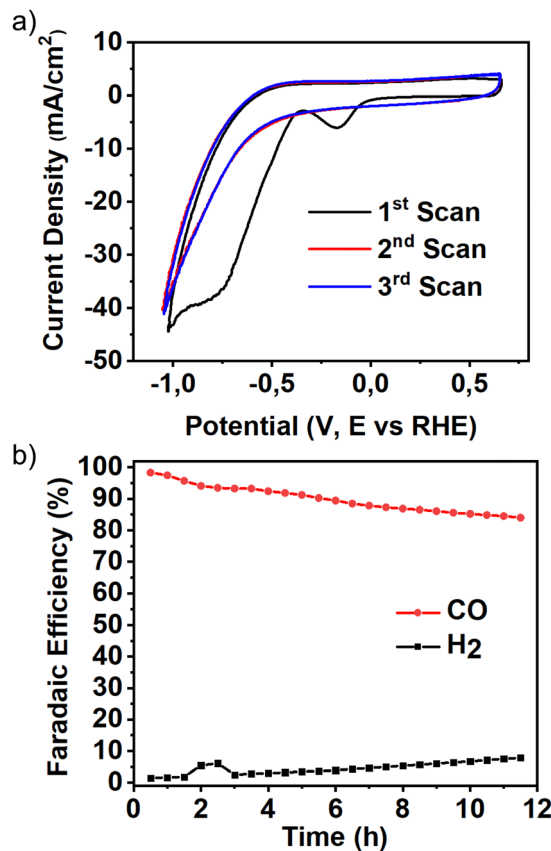 a)
10
0
-10
-20
-30
-40
-50
Current Density (mA/cm²)
1st Scan
2nd Scan
3rd Scan
-1,0 -0,5 0,0 0,5
Potential (V, E vs RHE)
b)
100
90
80
70
60
50
40
30
20
10
0
Faradaic Efficiency (%)
CO
H2
0 2 4 6 8 10 12
Time (h)